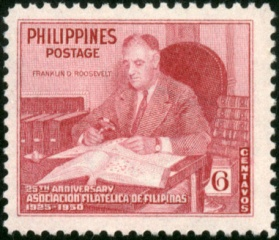 PHILIPPINES
POSTAGE
FRANKLIN D. ROOSEVELT
25TH ANNIVERSARY
ASOCIACION FILATELICA DE FILIPINAS
1925-1950
6
CENTAVOS